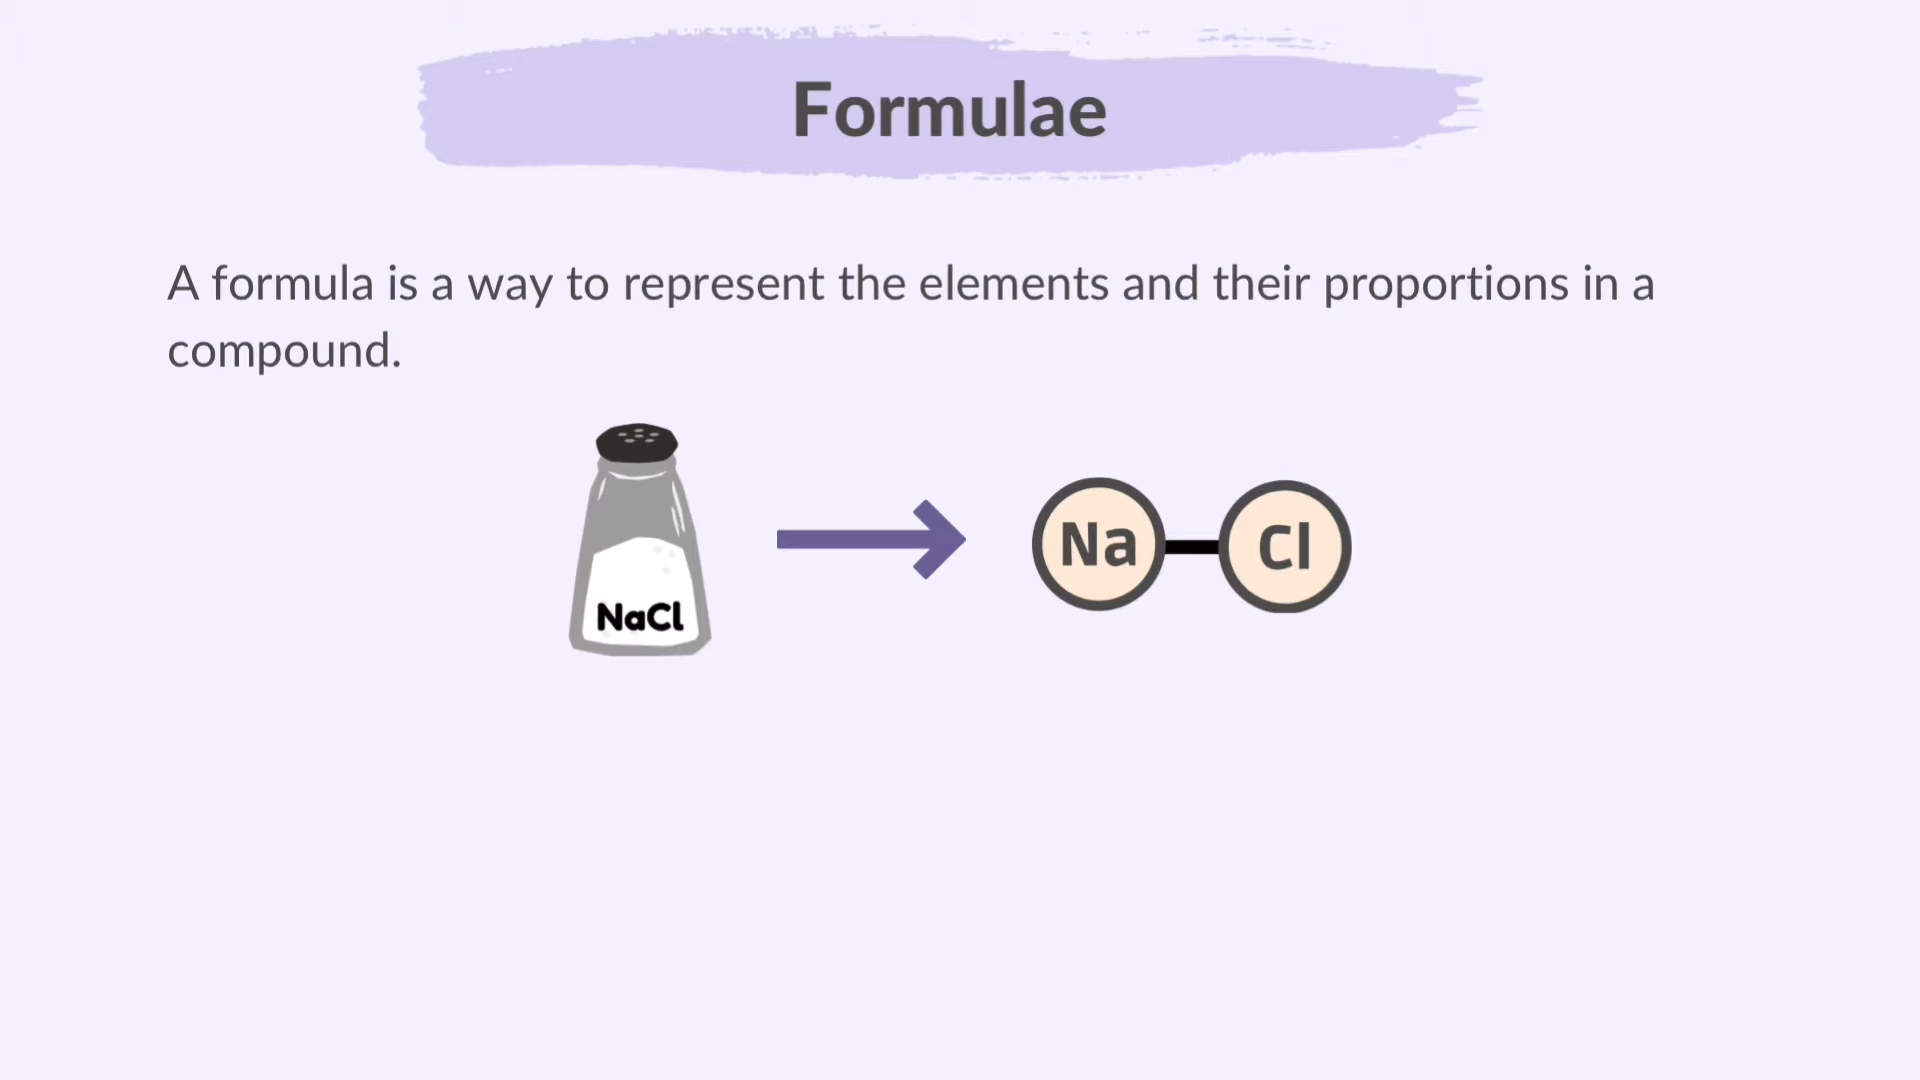 Formulae
A formula is a way to represent the elements and their proportions in a
compound.
NaCl
Na
Cl